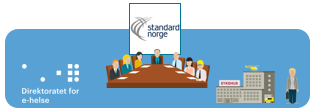 standard
norge
Direktoratet for
e-helse
SYKEHUS